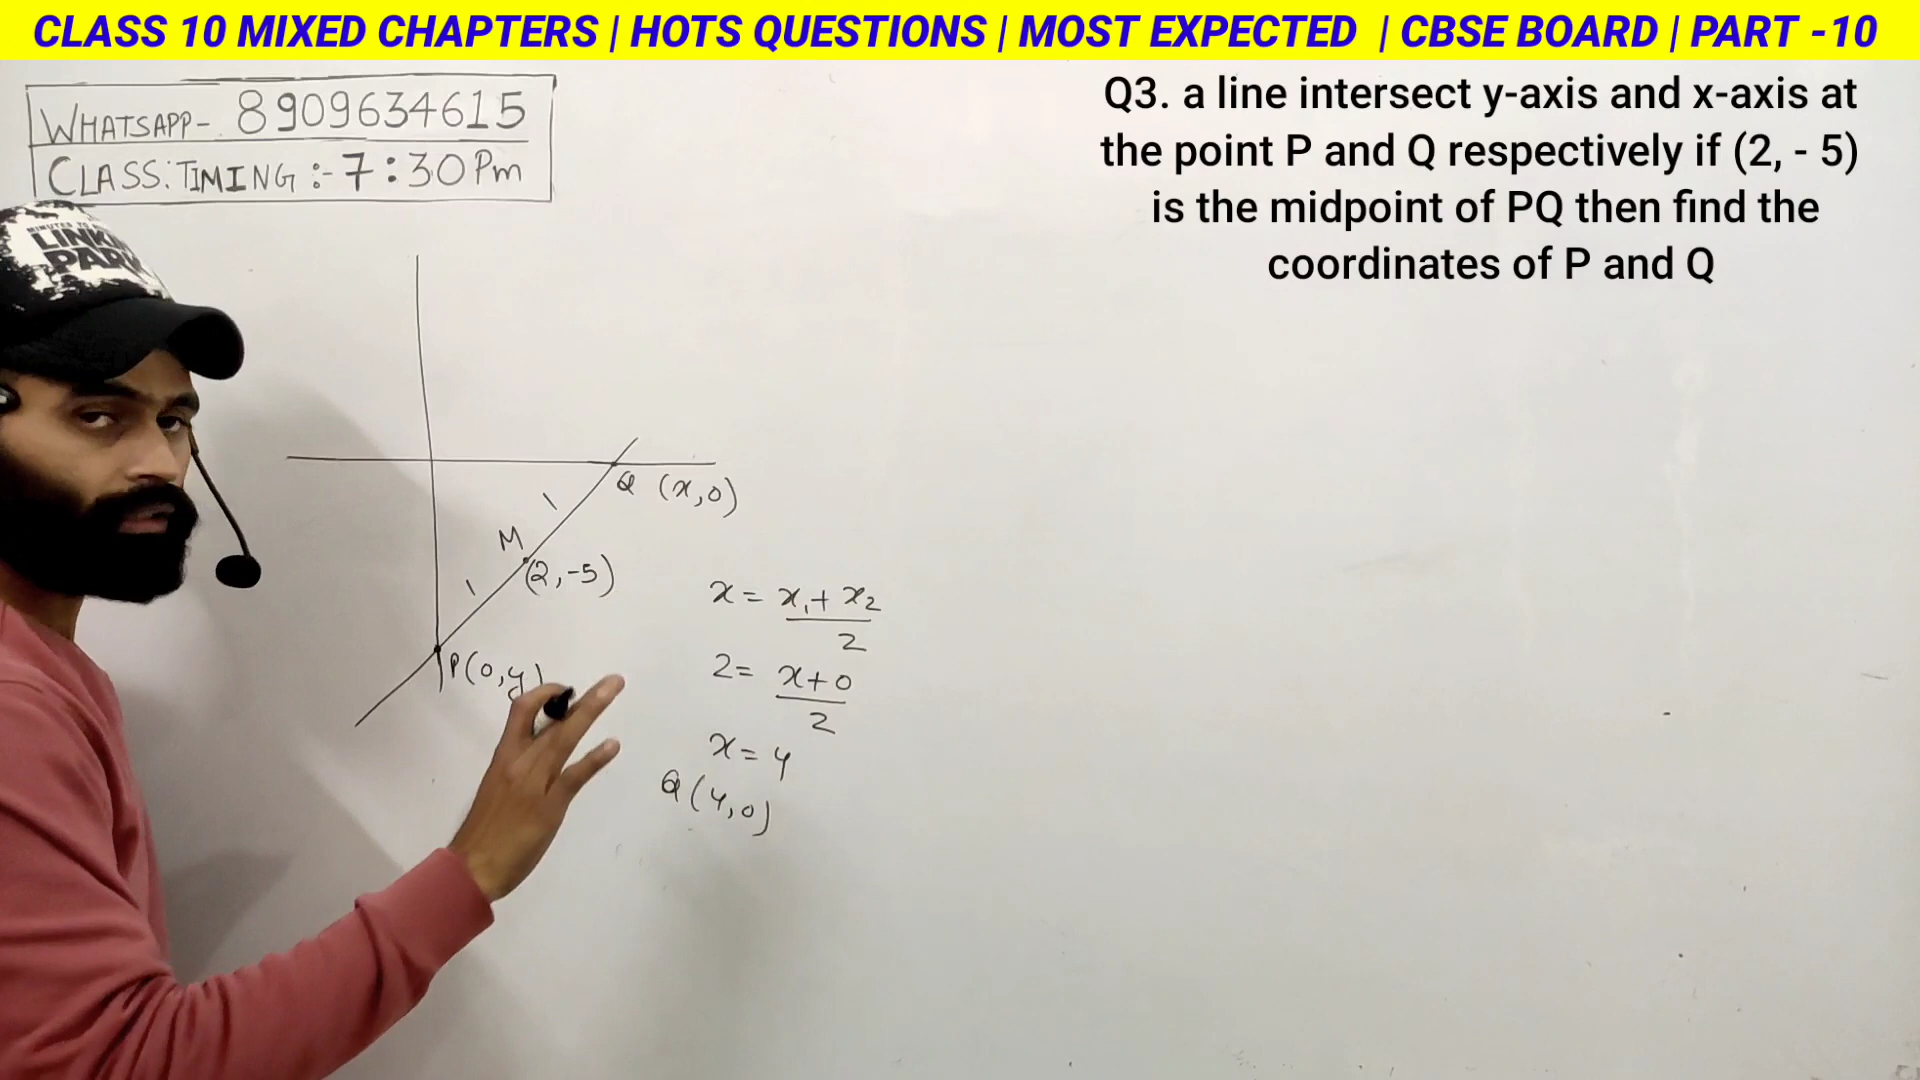 CLASS 10 MIXED CHAPTERS | HOTS QUESTIONS | MOST EXPECTED | CBSE BOARD | PART -10
WHATSAPP- 8909634615
CLASS:TIMING :- 7:30 Pm
Q3. a line intersect y-axis and x-axis at
the point P and Q respectively if (2, - 5)
is the midpoint of PQ then find the
coordinates of P and Q
LINKIN
PARK
Q (x,0)
M
(2,-5)
P(0,y)
x = x₁ + x₂
2
2 = x+0
2
x = 4
Q (4,0)